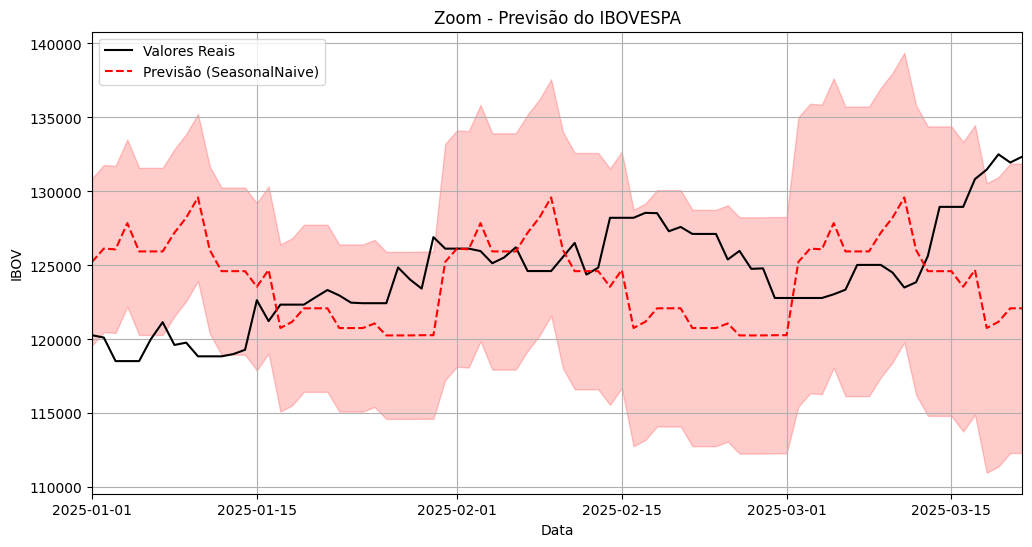 Zoom - Previsão do IBOVESPA
Valores Reais
Previsão (SeasonalNaive)
IBOV
140000
135000
130000
125000
120000
115000
110000
2025-01-01
2025-01-15
2025-02-01
2025-02-15
2025-03-01
2025-03-15
Data